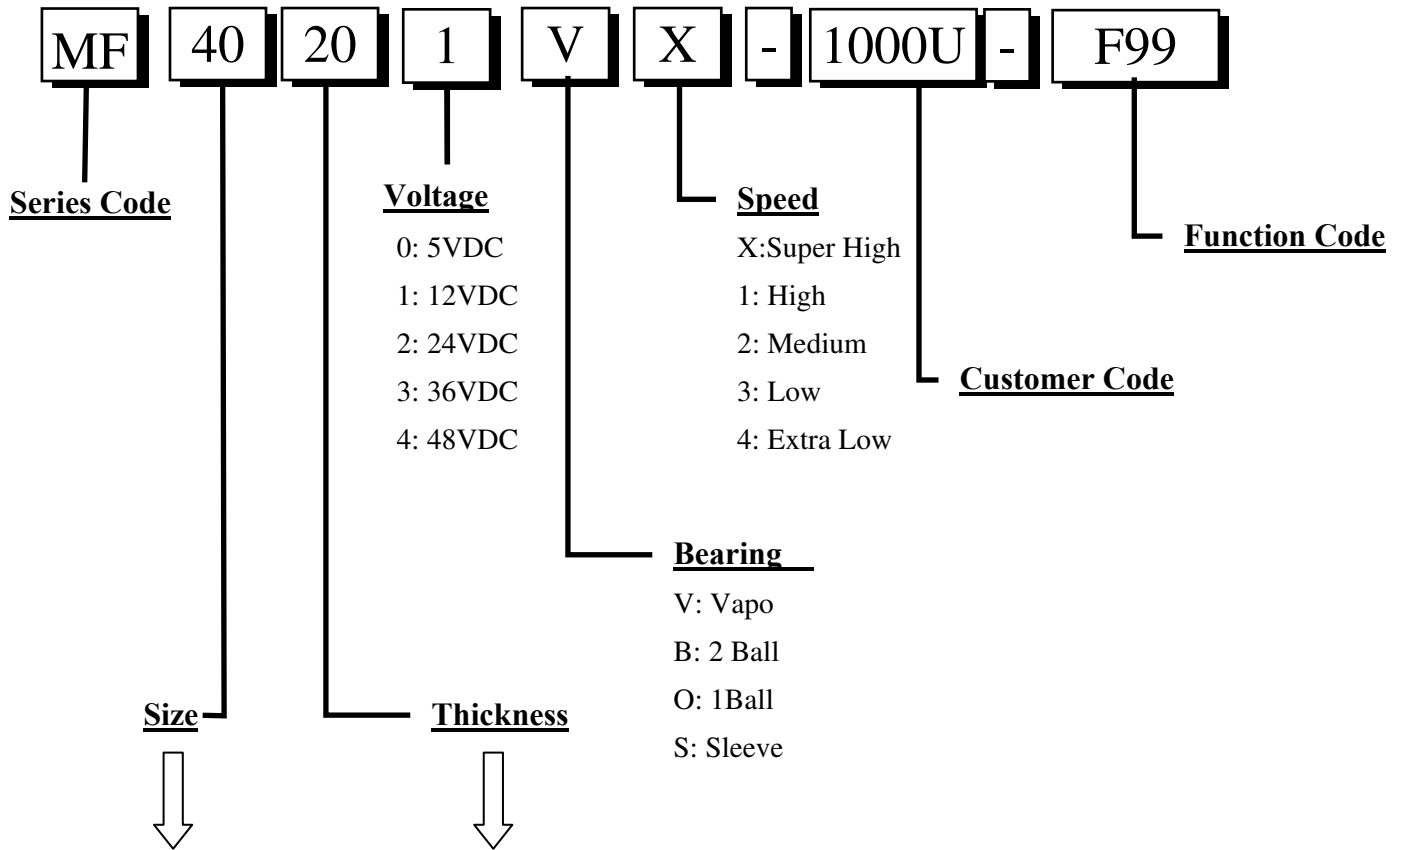 MF 40 20 1 V X - 1000U - F99
Series Code
Voltage
0: 5VDC
1: 12VDC
2: 24VDC
3: 36VDC
4: 48VDC
Speed
X:Super High
1: High
2: Medium
3: Low
4: Extra Low
Function Code
Customer Code
Bearing
V: Vapo
B: 2 Ball
O: 1Ball
S: Sleeve
Size
Thickness